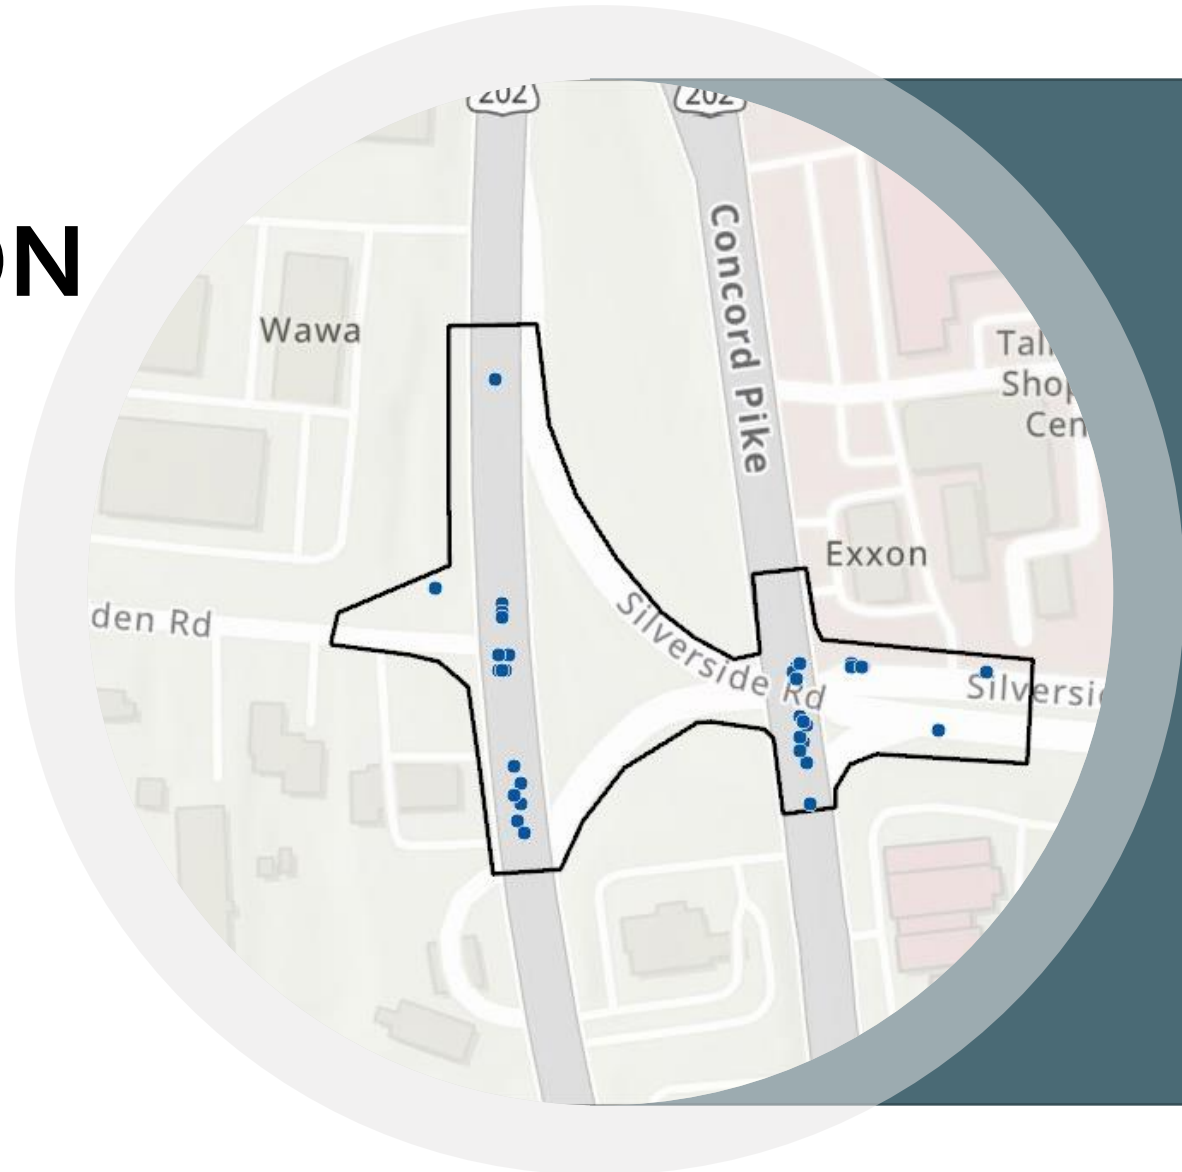 202
202
ON
Concord Pike
Wawa
Tal
Shop
Cen
Exxon
den Rd
Silverside Rd
Silversi